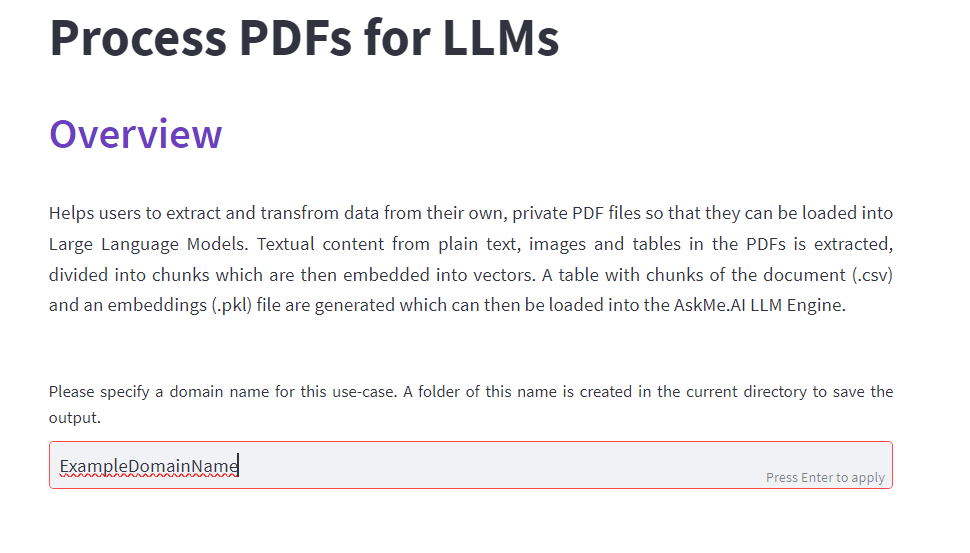 Process PDFs for LLMs
Overview
Helps users to extract and transfrom data from their own, private PDF files so that they can be loaded into
Large Language Models. Textual content from plain text, images and tables in the PDFs is extracted,
divided into chunks which are then embedded into vectors. A table with chunks of the document (.csv)
and an embeddings (.pkl) file are generated which can then be loaded into the AskMe.AI LLM Engine.
Please specify a domain name for this use-case. A folder of this name is created in the current directory to save the
output.
ExampleDomainName
Press Enter to apply